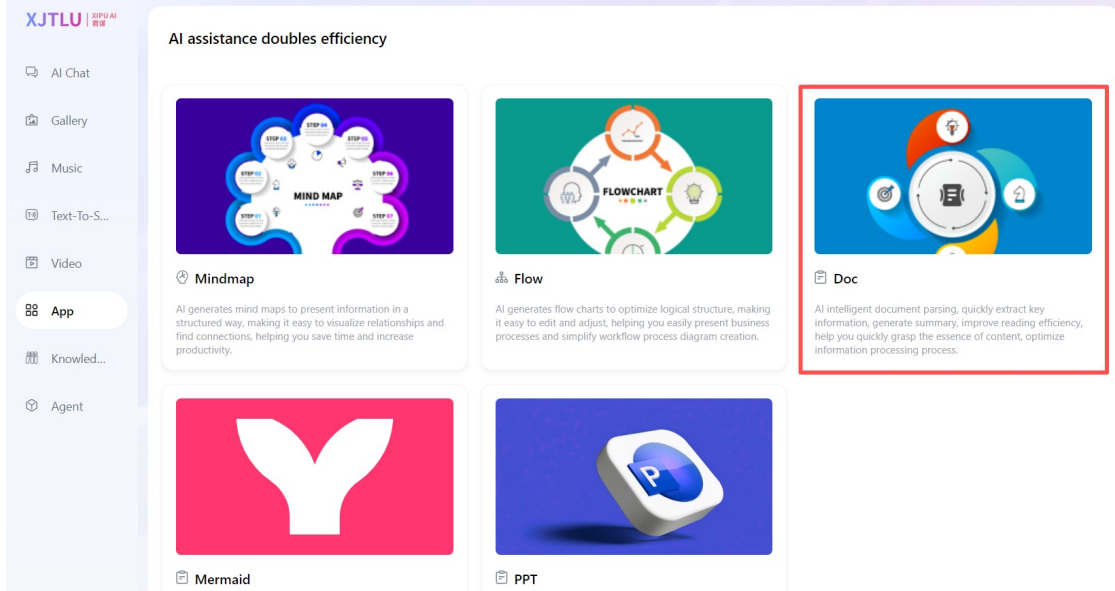 XJTLU | XIPU AI
君谋
AI assistance doubles efficiency
AI Chat
Gallery
Music
Text-To-S...
Video
App
Knowled...
Agent
STEP 01
STEP 02
STEP 03
STEP 04
STEP 05
STEP 06
STEP 07
MIND MAP
Mindmap
AI generates mind maps to present information in a
structured way, making it easy to visualize relationships and
find connections, helping you save time and increase
productivity.
FLOWCHART
Flow
AI generates flow charts to optimize logical structure, making
it easy to edit and adjust, helping you easily present business
processes and simplify workflow process diagram creation.
Doc
AI intelligent document parsing, quickly extract key
information, generate summary, improve reading efficiency,
help you quickly grasp the essence of content, optimize
information processing process.
Mermaid
P
PPT